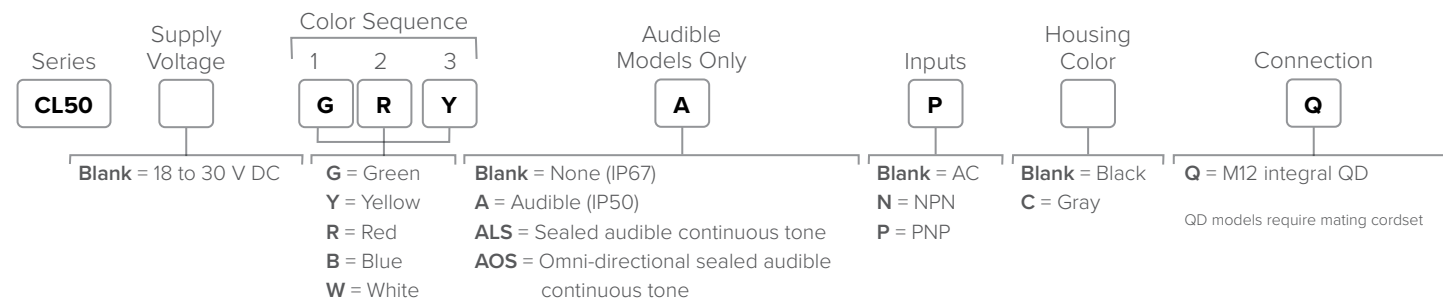 Series
Supply
Voltage
Color Sequence
1 2 3
Audible
Models Only
Inputs
Housing
Color
Connection
CL50
G R Y
A
P
Q
Blank = 18 to 30 V DC
G = Green
Y = Yellow
R = Red
B = Blue
W = White
Blank = None (IP67)
A = Audible (IP50)
ALS = Sealed audible continuous tone
AOS = Omni-directional sealed audible
continuous tone
Blank = AC
N = NPN
P = PNP
Blank = Black
C = Gray
Q = M12 integral QD
QD models require mating cordset